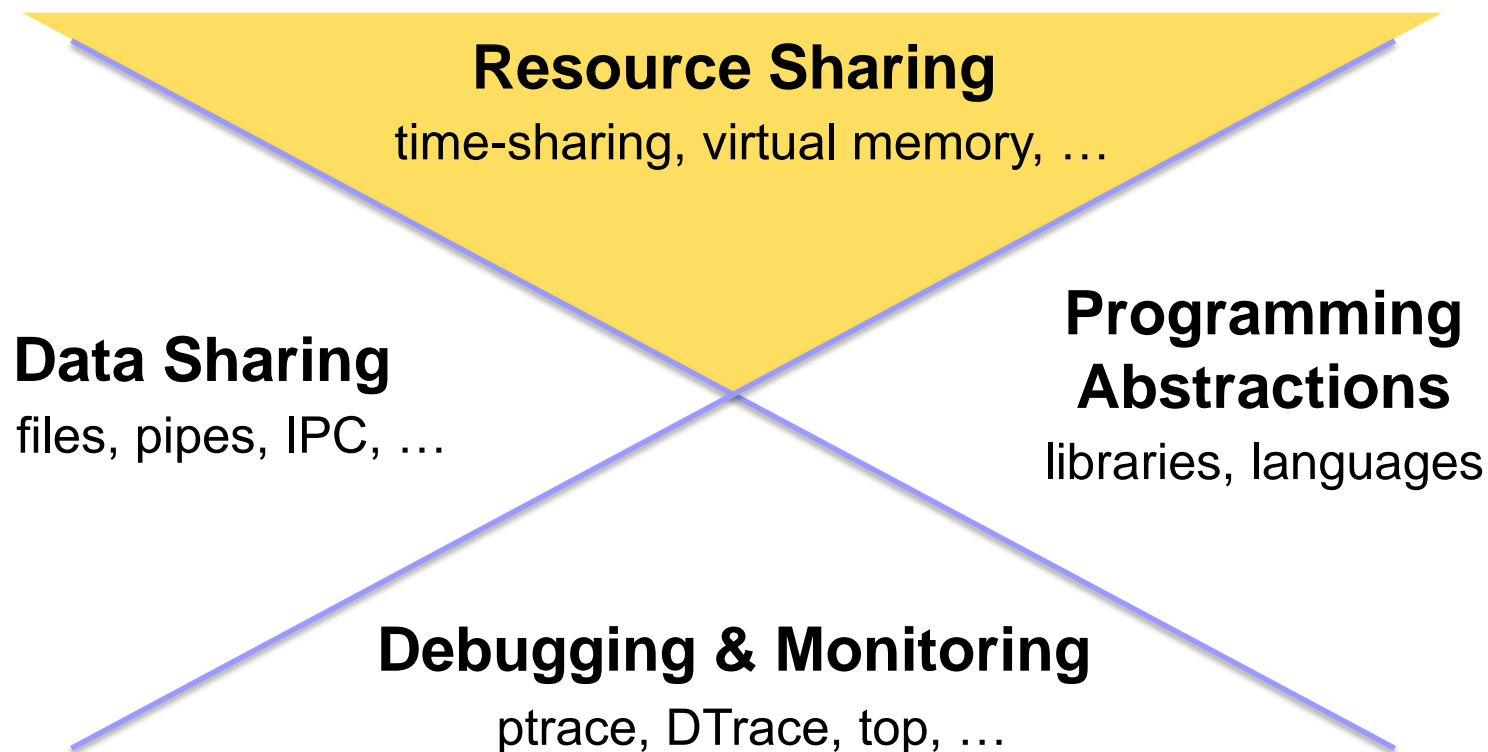 Resource Sharing
time-sharing, virtual memory, …
Data Sharing
files, pipes, IPC, …
Programming
Abstractions
libraries, languages
Debugging & Monitoring
ptrace, DTrace, top, …